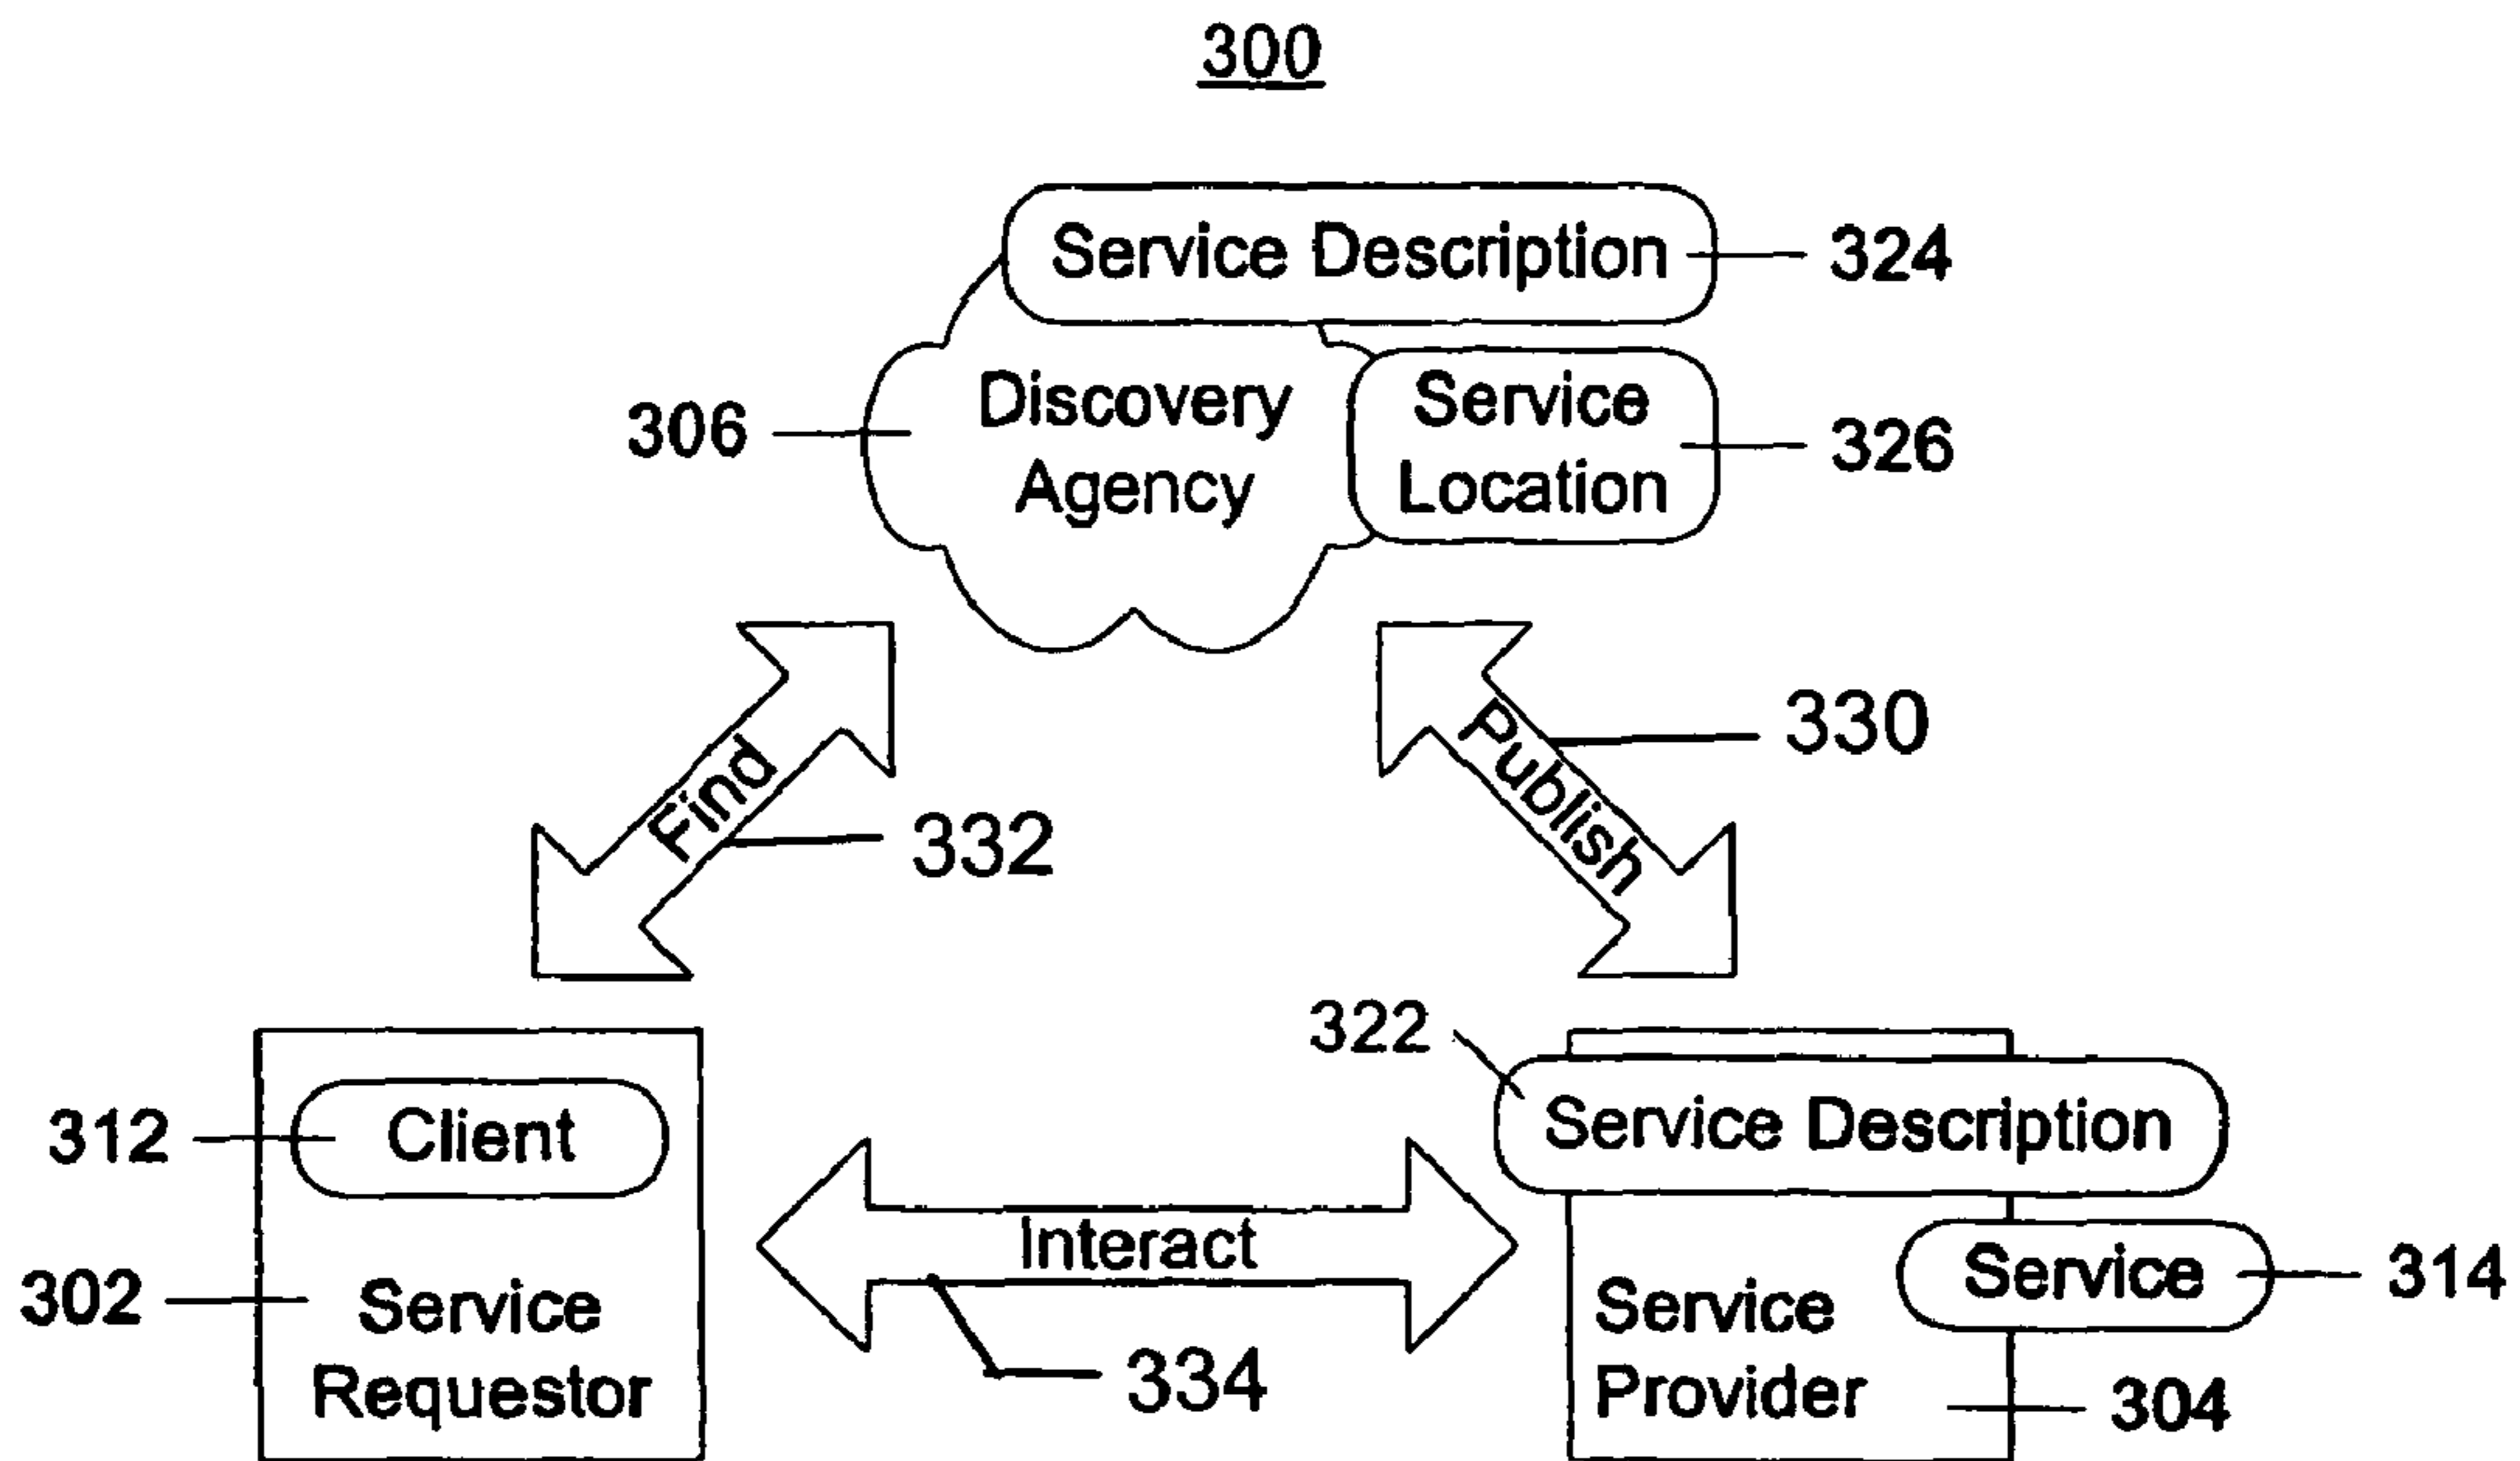 300
Service Description
324
306
Discovery
Agency
Service
Location
326
Find
332
Publish
330
312
Client
302
Service
Requestor
Interact
334
322
Service Description
Service
314
Service
Provider
304